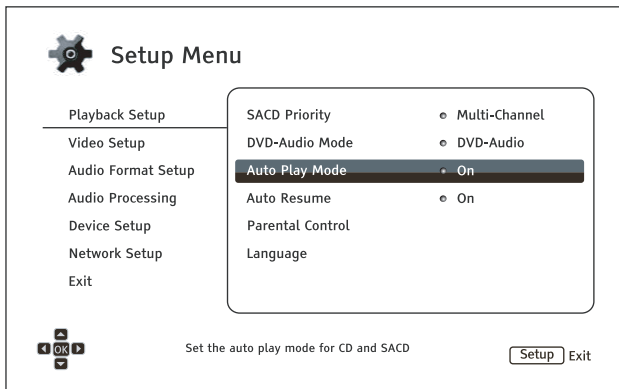 Setup Menu
Playback Setup
Video Setup
Audio Format Setup
Audio Processing
Device Setup
Network Setup
Exit
SACD Priority Multi-Channel
DVD-Audio Mode DVD-Audio
Auto Play Mode On
Auto Resume On
Parental Control
Language
OK
Set the auto play mode for CD and SACD
Setup Exit